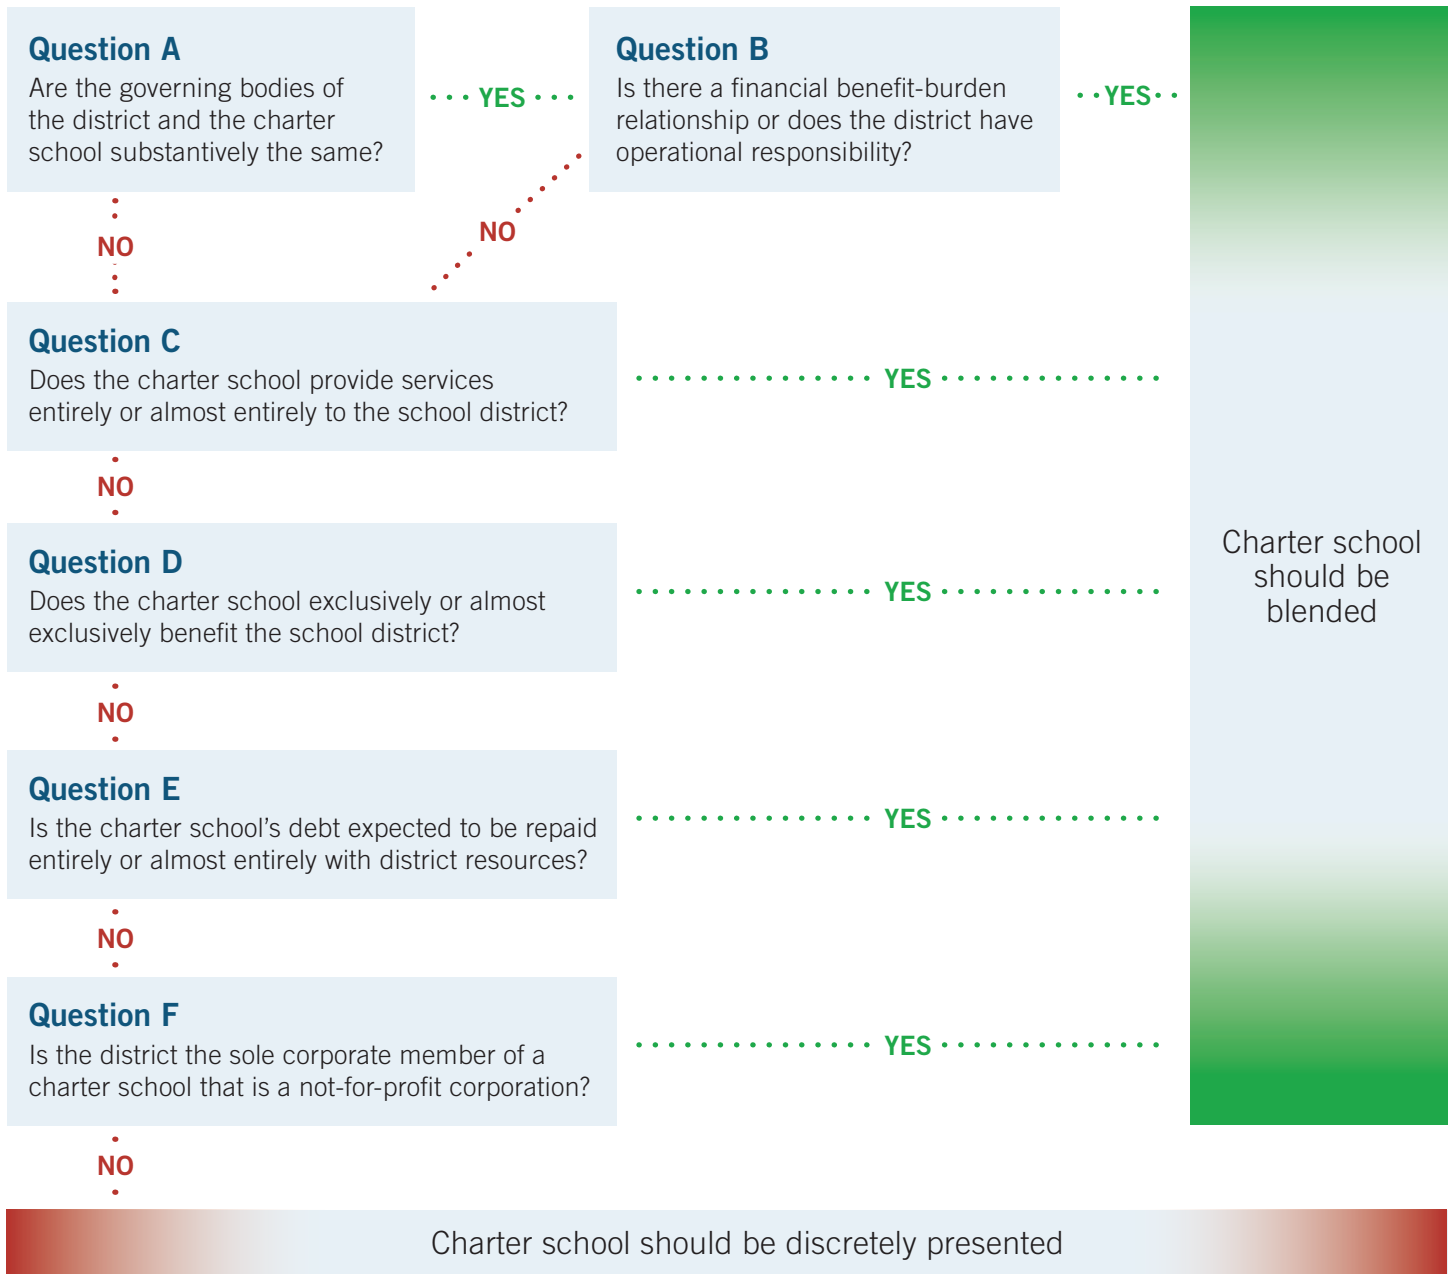 Question A
Are the governing bodies of
the district and the charter
school substantively the same?
YES
Question B
Is there a financial benefit-burden
relationship or does the district have
operational responsibility?
YES
NO
NO
Question C
Does the charter school provide services
entirely or almost entirely to the school district?
YES
NO
Question D
Does the charter school exclusively or almost
exclusively benefit the school district?
YES
NO
Question E
Is the charter school’s debt expected to be repaid
entirely or almost entirely with district resources?
YES
NO
Question F
Is the district the sole corporate member of a
charter school that is a not-for-profit corporation?
YES
NO
Charter school
should be
blended
Charter school should be discretely presented